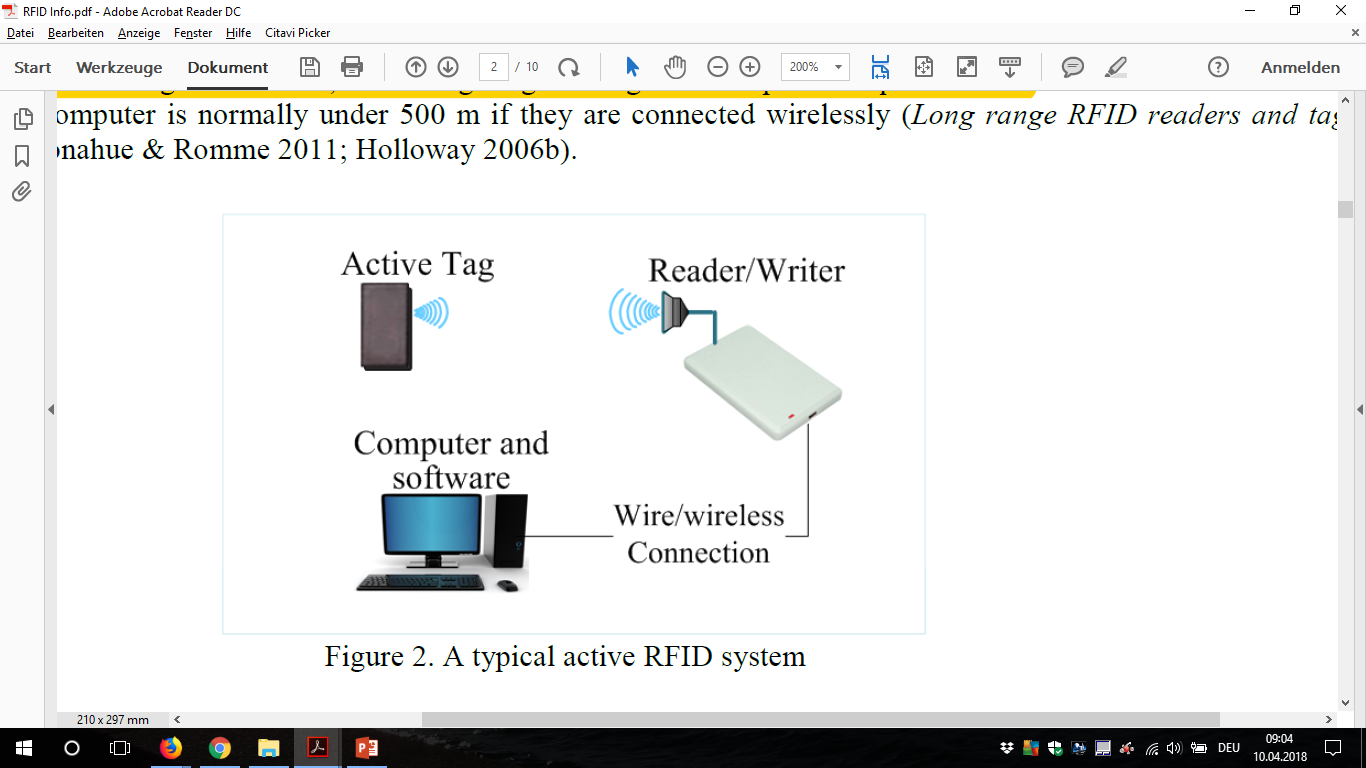 RFID Info.pdf - Adobe Acrobat Reader DC
Datei Bearbeiten Anzeige Fenster Hilfe Citavi Picker
Start Werkzeuge Dokument 2 / 10 200% Anmelden
omputer is normally under 500 m if they are connected wirelessly (Long range RFID readers and tag
onahue & Romme 2011; Holloway 2006b).
Active Tag
Reader/Writer
Computer and
software
Wire/wireless
Connection
Figure 2. A typical active RFID system
210 x 297 mm
DEU
09:04
10.04.2018